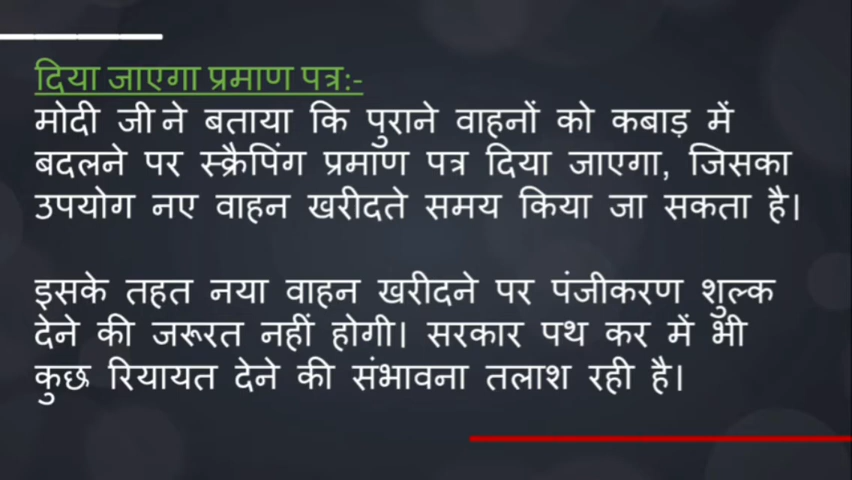 दिया जाएगा प्रमाण पत्र:-
मोदी जी ने बताया कि पुराने वाहनों को कबाड़ में
बदलने पर स्क्रैपिंग प्रमाण पत्र दिया जाएगा, जिसका
उपयोग नए वाहन खरीदते समय किया जा सकता है।
इसके तहत नया वाहन खरीदने पर पंजीकरण शुल्क
देने की जरूरत नहीं होगी। सरकार पथ कर में भी
कुछ रियायत देने की संभावना तलाश रही है।